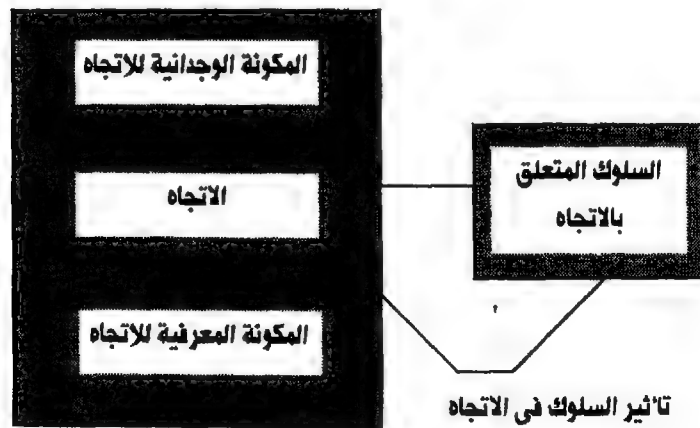 المكونة الوجدانية للاتجاه
الاتجاه
المكونة المعرفية للاتجاه
السلوك المتعلق
بالاتجاه
تأثير السلوك فى الاتجاه